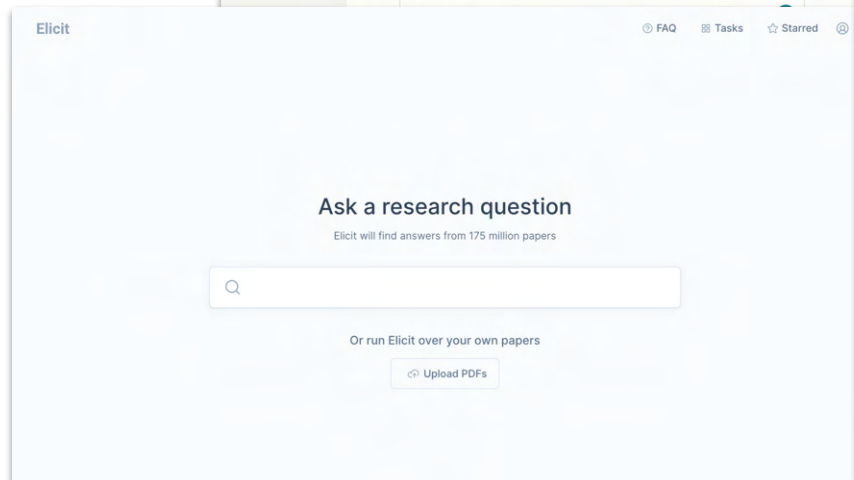 Elicit
FAQ Tasks Starred
Ask a research question
Elicit will find answers from 175 million papers
Or run Elicit over your own papers
Upload PDFs